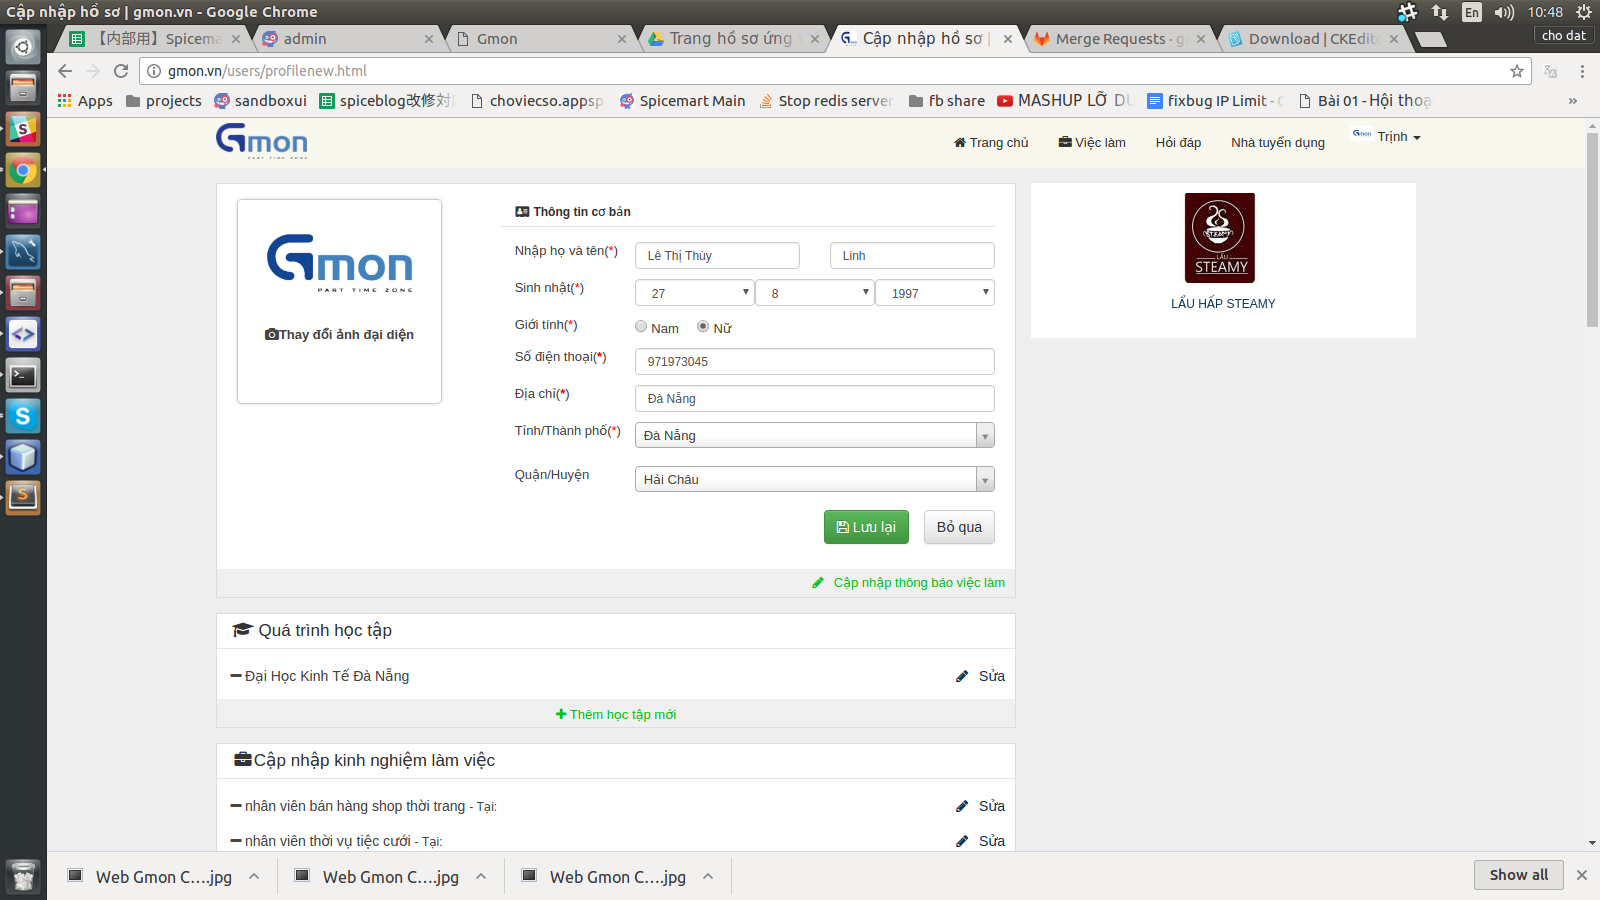 Cập nhập hồ sơ | gmon.vn - Google Chrome
En
10:48
cho dat
【内部用】Spicema
admin
Gmon
Trang hồ sơ ứng
Cập nhập hồ sơ |
Merge Requests · g
Download | CKEdito
gmon.vn/users/profilenew.html
Apps
projects
sandboxui
spiceblog改修対
choviecso.appsp
Spicemart Main
Stop redis server
fb share
MASHUP LỠ DU
fixbug IP Limit - G
Bài 01 - Hội thoạ
»
Gmon
PART TIME ZONE
Trang chủ
Việc làm
Hỏi đáp
Nhà tuyển dụng
Gmon
Trịnh
Gmon
PART TIME ZONE
Thay đổi ảnh đại diện
Thông tin cơ bản
Nhập họ và tên(*)
Lê Thị Thùy
Linh
Sinh nhật(*)
27
8
1997
Giới tính(*)
Nam
Nữ
Số điện thoại(*)
971973045
Địa chỉ(*)
Đà Nẵng
Tỉnh/Thành phố(*)
Đà Nẵng
Quận/Huyện
Hải Châu
Lưu lại
Bỏ qua
Cập nhập thông báo việc làm
STEAMY
LẨU
STEAMY
LẨU HẤP STEAMY
Quá trình học tập
Đại Học Kinh Tế Đà Nẵng
Sửa
Thêm học tập mới
Cập nhập kinh nghiệm làm việc
nhân viên bán hàng shop thời trang - Tại:
Sửa
nhân viên thời vụ tiệc cưới - Tại:
Sửa
Web Gmon C....jpg
Web Gmon C....jpg
Web Gmon C....jpg
Show all